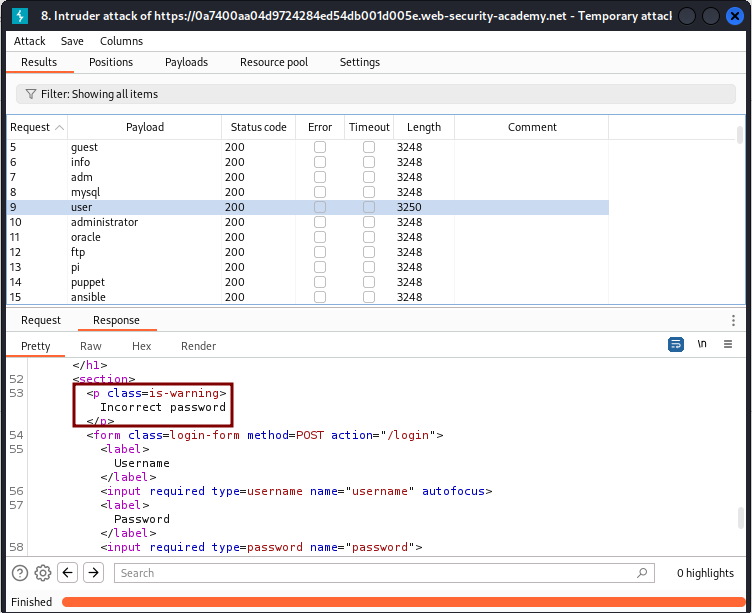 8. Intruder attack of https://0a7400aa04d9724284ed54db001d005e.web-security-academy.net - Temporary attack
Attack Save Columns
Results Positions Payloads Resource pool Settings
Filter: Showing all items
Request Payload Status code Error Timeout Length Comment
5 guest 200 3248
6 info 200 3248
7 adm 200 3248
8 mysql 200 3248
9 user 200 3250
10 administrator 200 3248
11 oracle 200 3248
12 ftp 200 3248
13 pi 200 3248
14 puppet 200 3248
15 ansible 200 3248
Request Response
Pretty Raw Hex Render \n
</h1>
52 <section>
53 <p class=is-warning>
Incorrect password
</p>
54 <form class=login-form method=POST action="/login">
55 <label>
Username
</label>
56 <input required type=username name="username" autofocus>
57 <label>
Password
</label>
58 <input required type=password name="password">
Search 0 highlights
Finished